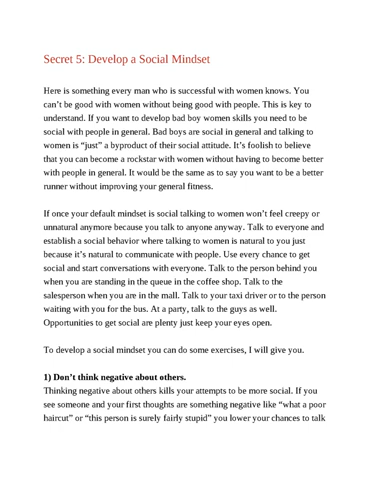 Secret 5: Develop a Social Mindset
Here is something every man who is successful with women knows. You
can’t be good with women without being good with people. This is key to
understand. If you want to develop bad boy women skills you need to be
social with people in general. Bad boys are social in general and talking to
women is “just” a byproduct of their social attitude. It’s foolish to believe
that you can become a rockstar with women without having to become better
with people in general. It would be the same as to say you want to be a better
runner without improving your general fitness.
If once your default mindset is social talking to women won’t feel creepy or
unnatural anymore because you talk to anyone anyway. Talk to everyone and
establish a social behavior where talking to women is natural to you just
because it’s natural to communicate with people. Use every chance to get
social and start conversations with everyone. Talk to the person behind you
when you are standing in the queue in the coffee shop. Talk to the
salesperson when you are in the mall. Talk to your taxi driver or to the person
waiting with you for the bus. At a party, talk to the guys as well.
Opportunities to get social are plenty just keep your eyes open.
To develop a social mindset you can do some exercises, I will give you.
1) Don’t think negative about others.
Thinking negative about others kills your attempts to be more social. If you
see someone and your first thoughts are something negative like “what a poor
haircut” or “this person is surely fairly stupid” you lower your chances to talk